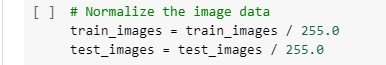 [ ] # Normalize the image data
train_images = train_images / 255.0
test_images = test_images / 255.0